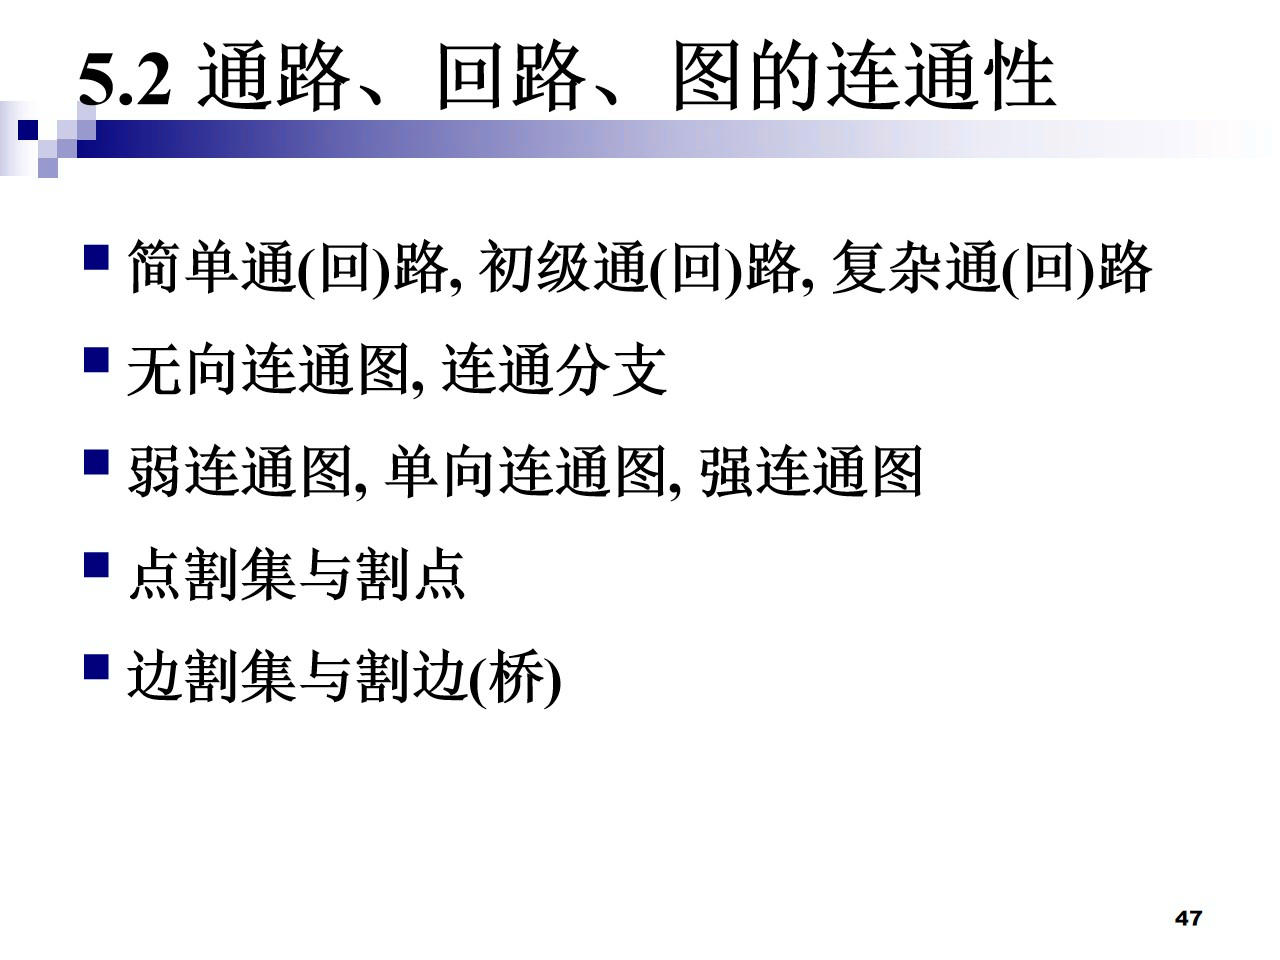 5.2 通路、回路、图的连通性
简单通(回)路, 初级通(回)路, 复杂通(回)路
无向连通图, 连通分支
弱连通图, 单向连通图, 强连通图
点割集与割点
边割集与割边(桥)
47